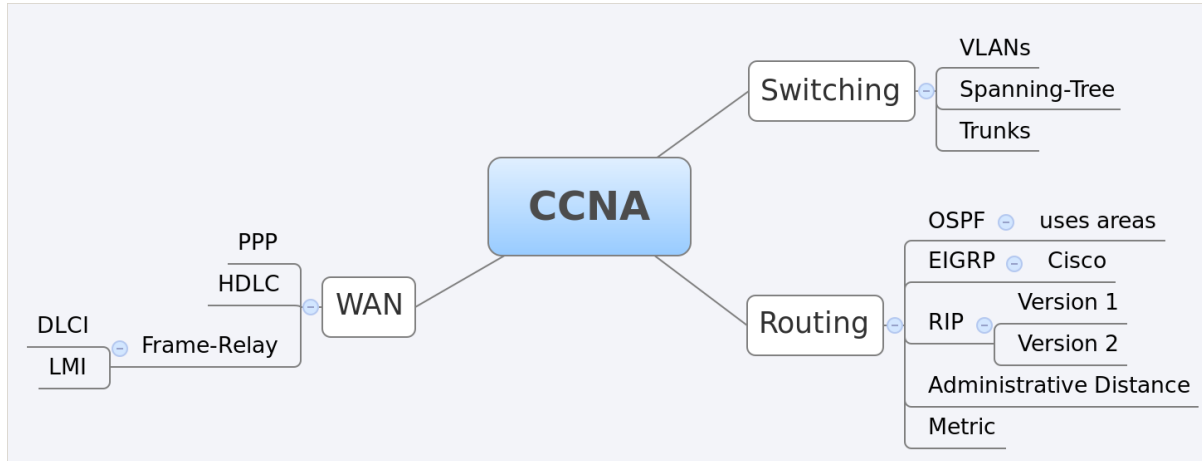 CCNA
Switching
VLANs
Spanning-Tree
Trunks
Routing
OSPF
uses areas
EIGRP
Cisco
RIP
Version 1
Version 2
Administrative Distance
Metric
WAN
PPP
HDLC
Frame-Relay
DLCI
LMI